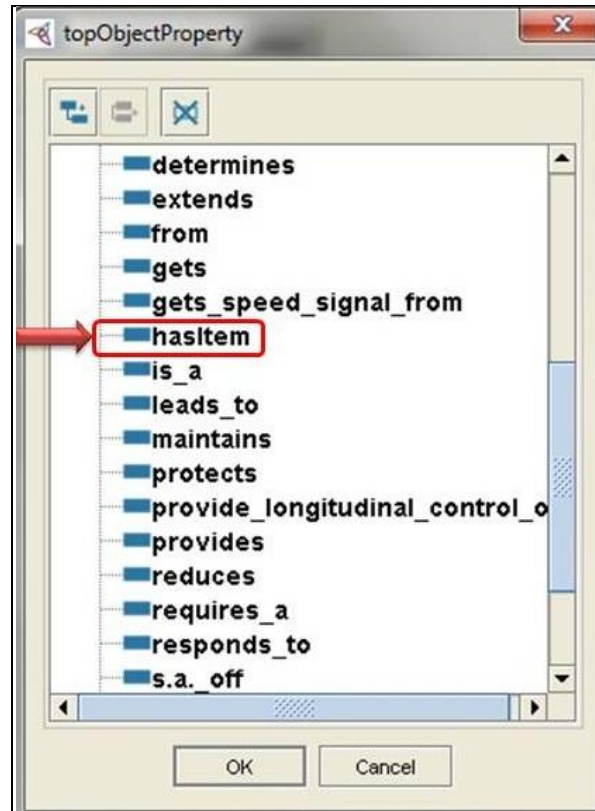 topObjectProperty
determines
extends
from
gets
gets_speed_signal_from
hasItem
is_a
leads_to
maintains
protects
provide_longitudinal_control_o
provides
reduces
requires_a
responds_to
s.a._off
OK
Cancel